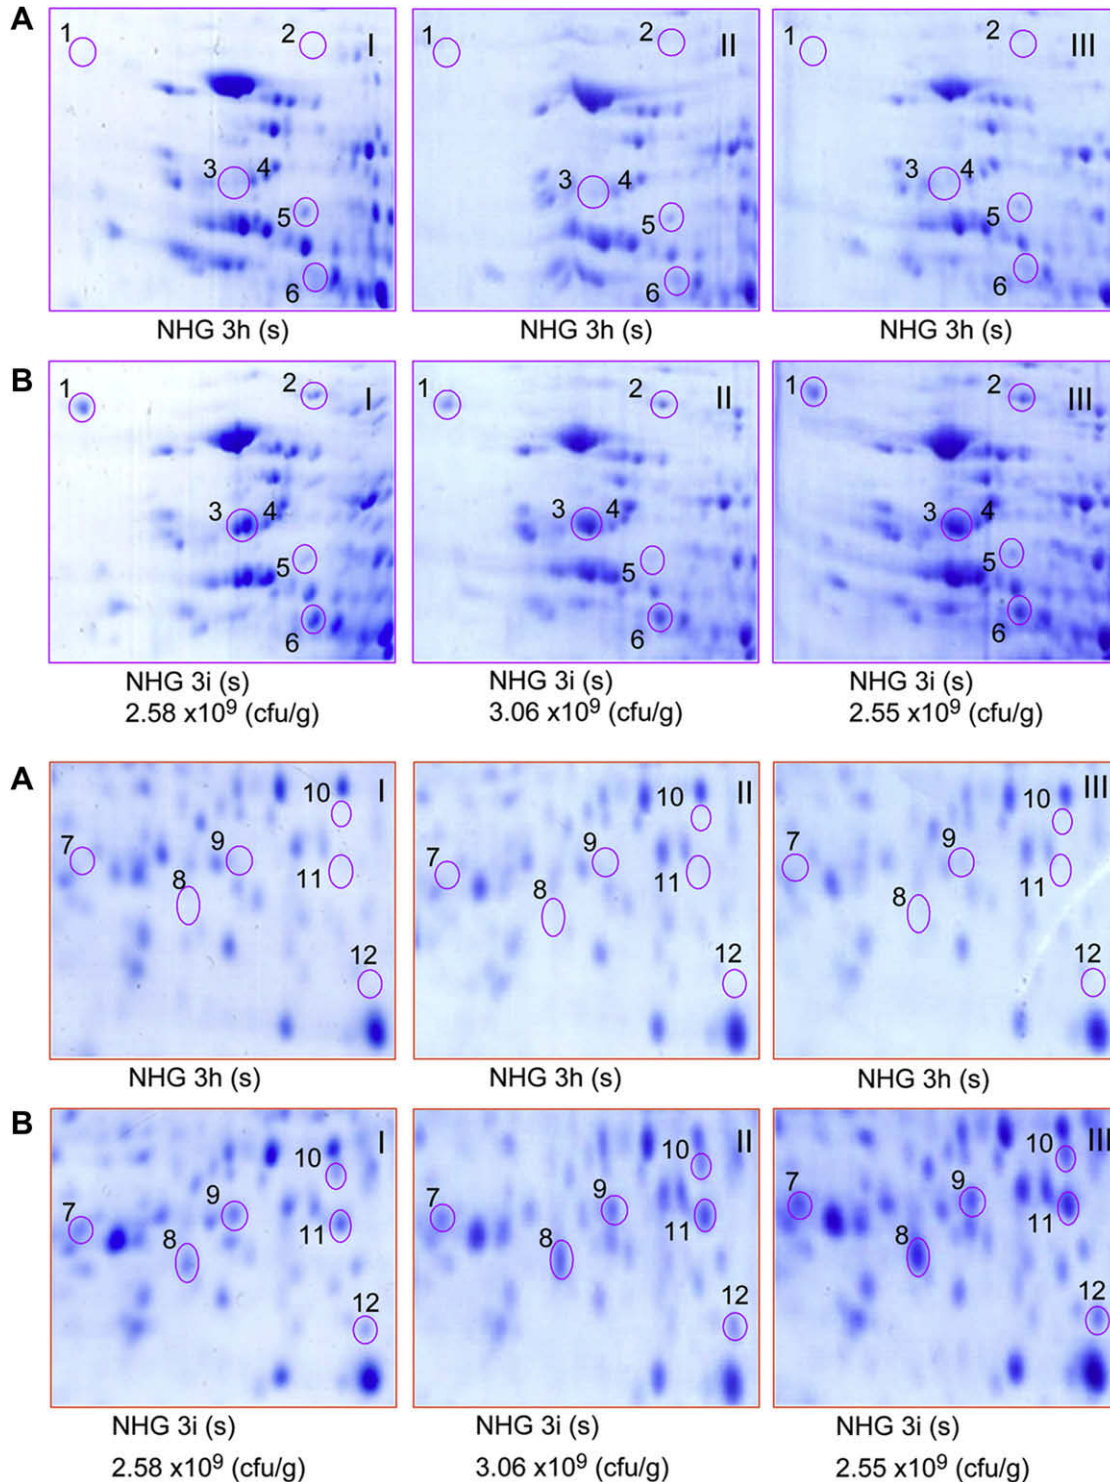 A
1 2 I
3 4
5
6
1 2 II
3 4
5
6
1 2 III
3 4
5
6
NHG 3h (s) NHG 3h (s) NHG 3h (s)
B
1 2 I
3 4
5
6
1 2 II
3 4
5
6
1 2 III
3 4
5
6
NHG 3i (s) NHG 3i (s) NHG 3i (s)
2.58 x10⁹ (cfu/g) 3.06 x10⁹ (cfu/g) 2.55 x10⁹ (cfu/g)
A
10 I
7 9
8 11
12
10 II
7 9
8 11
12
10 III
7 9
8 11
12
NHG 3h (s) NHG 3h (s) NHG 3h (s)
B
10 I
7 9
8 11
12
10 II
7 9
8 11
12
10 III
7 9
8 11
12
NHG 3i (s) NHG 3i (s) NHG 3i (s)
2.58 x10⁹ (cfu/g) 3.06 x10⁹ (cfu/g) 2.55 x10⁹ (cfu/g)